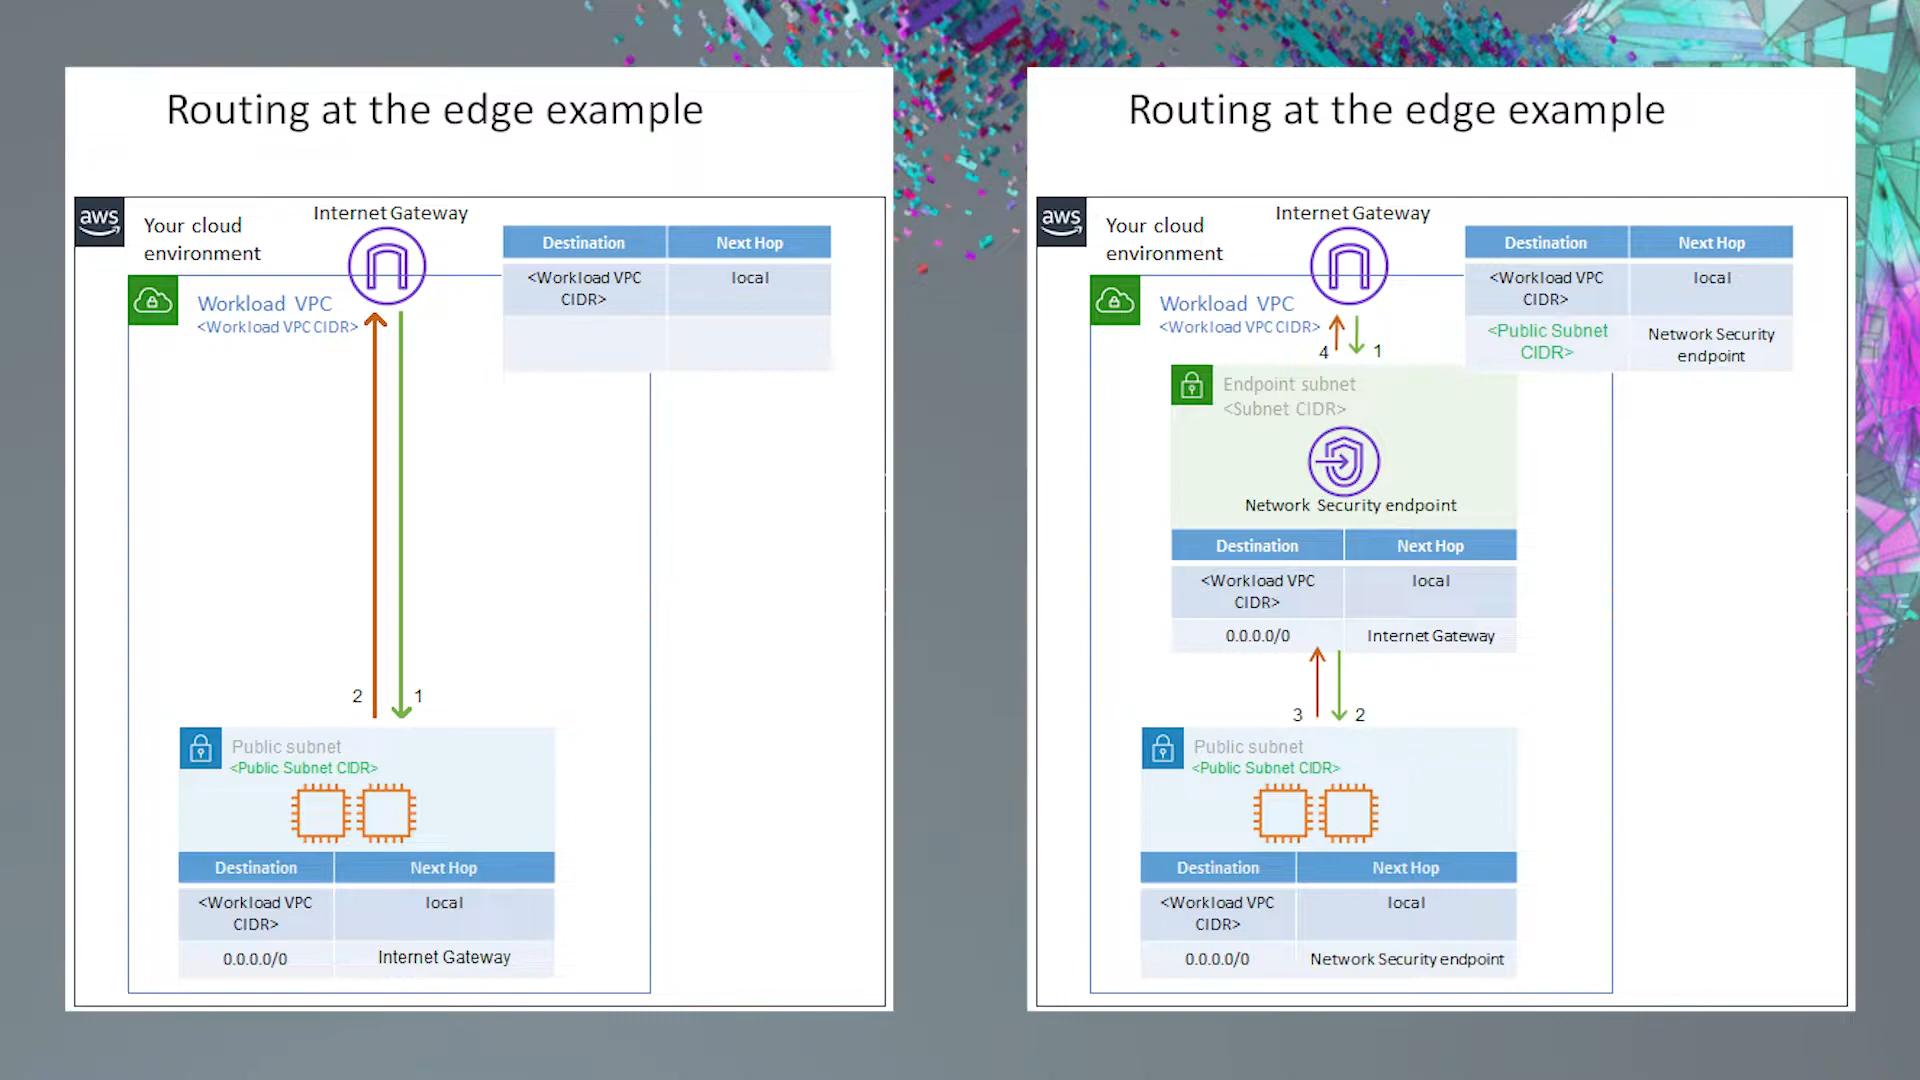 Routing at the edge example
aws
Your cloud
environment
Internet Gateway
Destination
Next Hop
<Workload VPC
CIDR>
local
Workload VPC
<Workload VPC CIDR>
2
1
Public subnet
<Public Subnet CIDR>
Destination
Next Hop
<Workload VPC
CIDR>
local
0.0.0.0/0
Internet Gateway
Routing at the edge example
aws
Your cloud
environment
Internet Gateway
Destination
Next Hop
<Workload VPC
CIDR>
local
<Public Subnet
CIDR>
Network Security
endpoint
Workload VPC
<Workload VPC CIDR>
4
1
Endpoint subnet
<Subnet CIDR>
Network Security endpoint
Destination
Next Hop
<Workload VPC
CIDR>
local
0.0.0.0/0
Internet Gateway
3
2
Public subnet
<Public Subnet CIDR>
Destination
Next Hop
<Workload VPC
CIDR>
local
0.0.0.0/0
Network Security endpoint